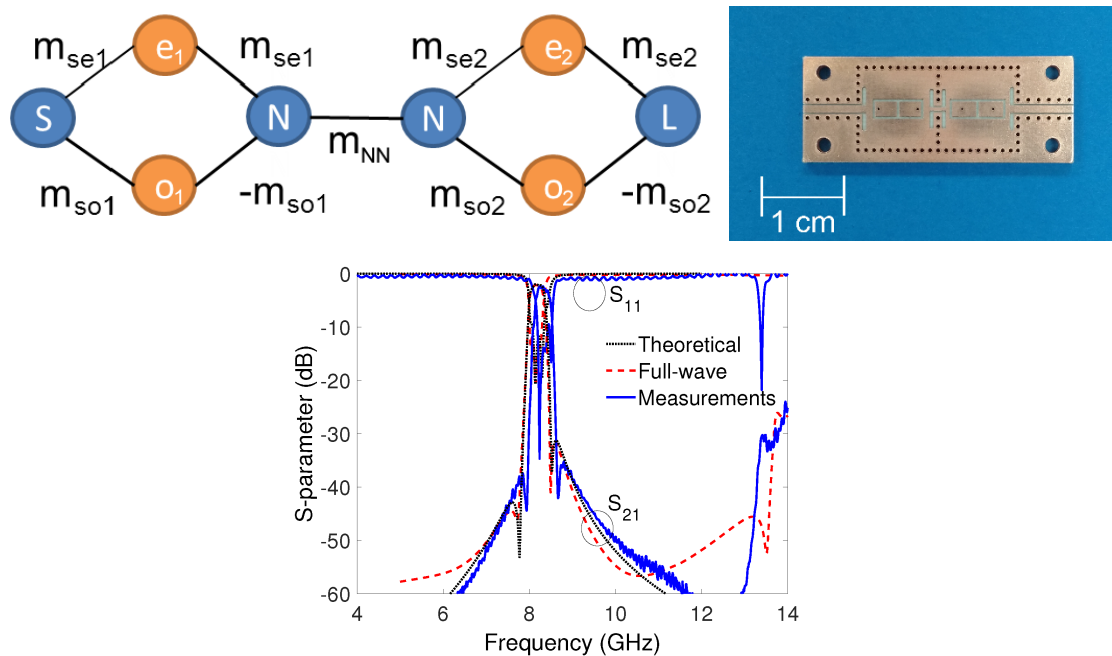 m_se1 e_1 m_se1 m_se2 e_2 m_se2
S N N L
m_NN
m_so1 o_1 -m_so1 m_so2 o_2 -m_so2
1 cm
0
-10
-20
-30
-40
-50
-60
4 6 8 10 12 14
S-parameter (dB)
Frequency (GHz)
S_11
Theoretical
Full-wave
Measurements
S_21